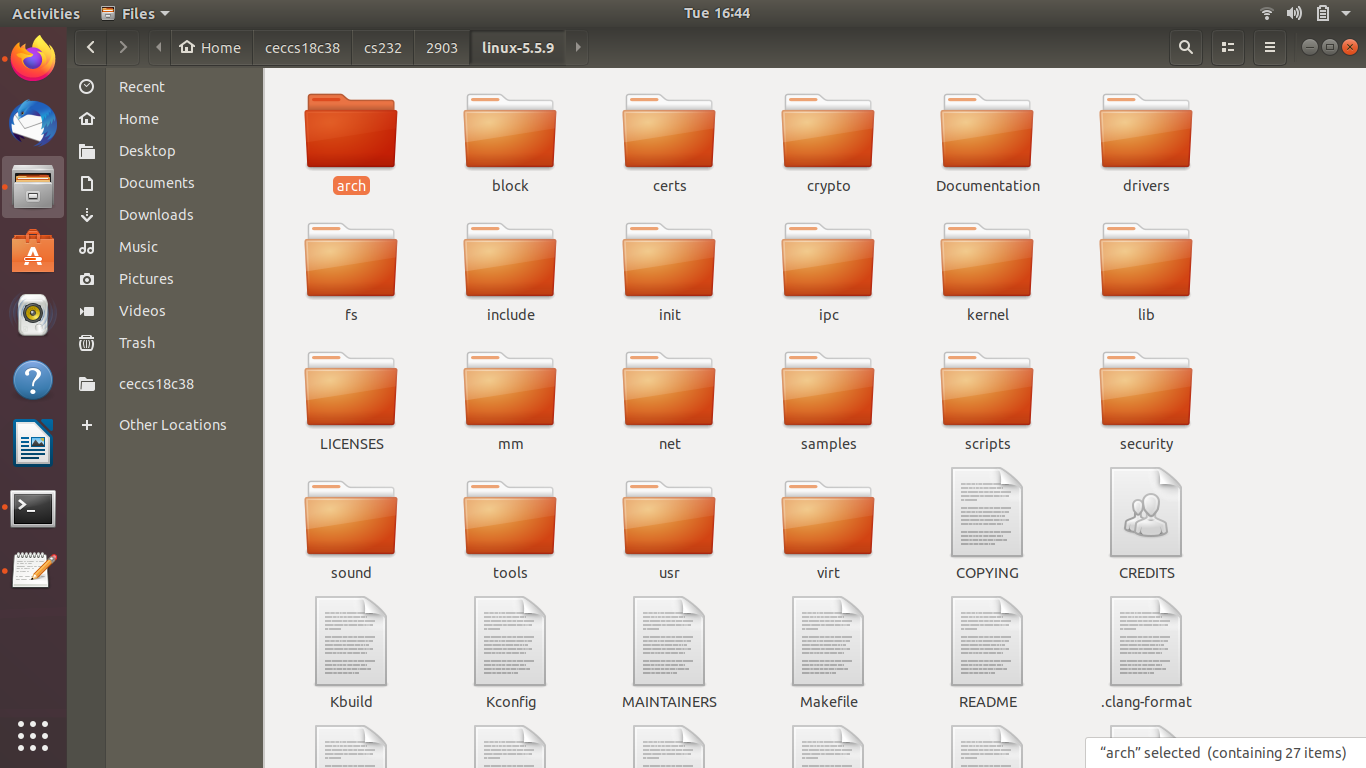 Activities Files Tue 16:44
Home ceccs18c38 cs232 2903 linux-5.5.9
Recent
Home
Desktop
Documents
Downloads
Music
Pictures
Videos
Trash
ceccs18c38
Other Locations
arch block certs crypto Documentation drivers
fs include init ipc kernel lib
LICENSES mm net samples scripts security
sound tools usr virt COPYING CREDITS
Kbuild Kconfig MAINTAINERS Makefile README .clang-format
“arch” selected (containing 27 items)